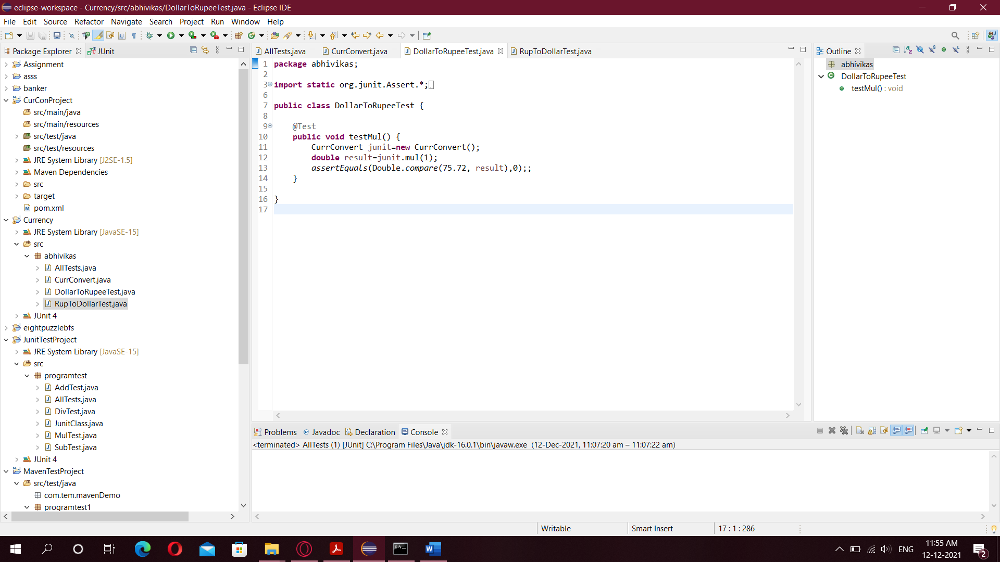 eclipse-workspace - Currency/src/abhivikas/DollarToRupeeTest.java - Eclipse IDE
File Edit Source Refactor Navigate Search Project Run Window Help
Package Explorer
JUnit
Assignment
asss
banker
CurConProject
src/main/java
src/main/resources
src/test/java
src/test/resources
JRE System Library [J2SE-1.5]
Maven Dependencies
src
target
pom.xml
Currency
JRE System Library [JavaSE-15]
src
abhivikas
AllTests.java
CurrConvert.java
DollarToRupeeTest.java
RupToDollarTest.java
JUnit 4
eightpuzzlebfs
JunitTestProject
JRE System Library [JavaSE-15]
src
programtest
AddTest.java
AllTests.java
DivTest.java
JunitClass.java
MulTest.java
SubTest.java
JUnit 4
MavenTestProject
src/test/java
com.tem.mavenDemo
programtest1
AllTests.java CurrConvert.java DollarToRupeeTest.java RupToDollarTest.java
1 package abhivikas;
2
3 import static org.junit.Assert.*;
6
7 public class DollarToRupeeTest {
8
9 @Test
10 public void testMul() {
11 CurrConvert junit=new CurrConvert();
12 double result=junit.mul(1);
13 assertEquals(Double.compare(75.72, result),0);;
14 }
15
16 }
17
Outline
abhivikas
DollarToRupeeTest
testMul() : void
Problems @ Javadoc Declaration Console
<terminated> AllTests (1) [JUnit] C:\Program Files\Java\jdk-16.0.1\bin\javaw.exe (12-Dec-2021, 11:07:20 am – 11:07:22 am)
Writable Smart Insert 17 : 1 : 286
ENG
11:55 AM
12-12-2021
2